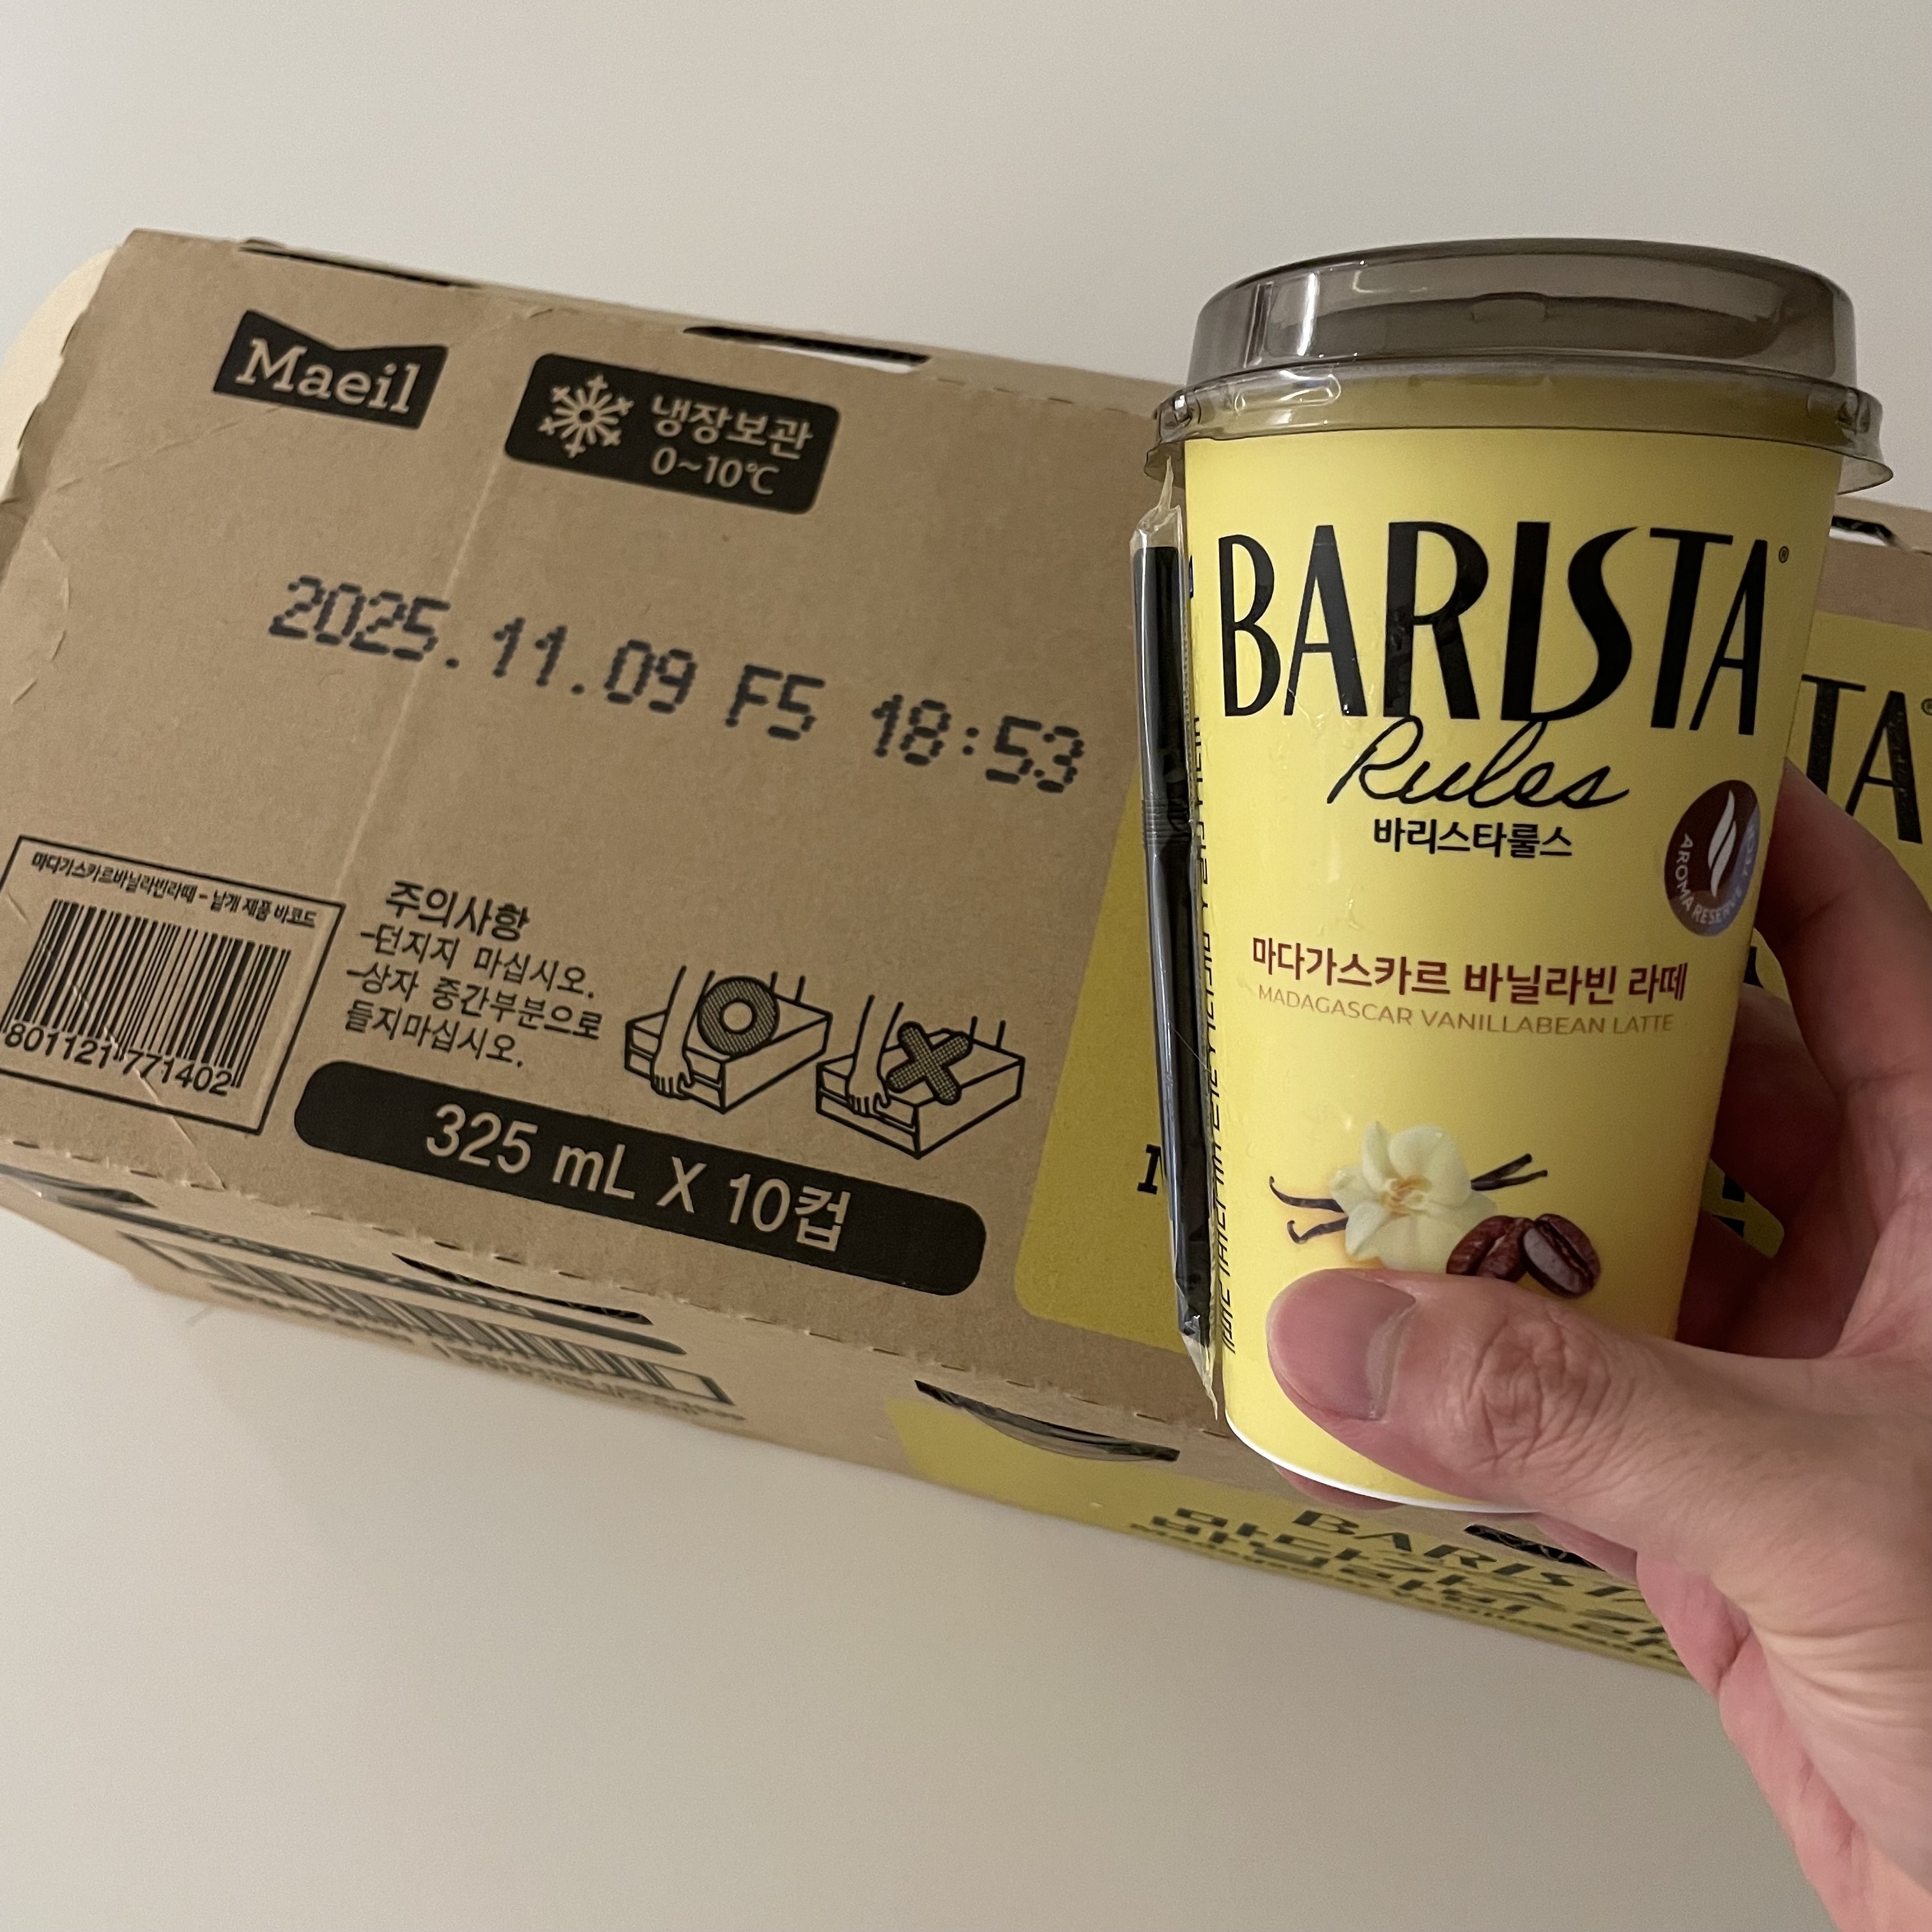 Maeil
냉장보관
0~10℃
2025.11.09 F5 18:53
마다가스카르바닐라빈라떼 - 낱개 제품 바코드
801121 771402
주의사항
-던지지 마십시오.
-상자 중간부분으로
들지마십시오.
325 mL X 10컵
BARISTA®
Rules
바리스타룰스
AROMA RESERVE TECH
마다가스카르 바닐라빈 라떼
MADAGASCAR VANILLABEAN LATTE
TA
BARISTA